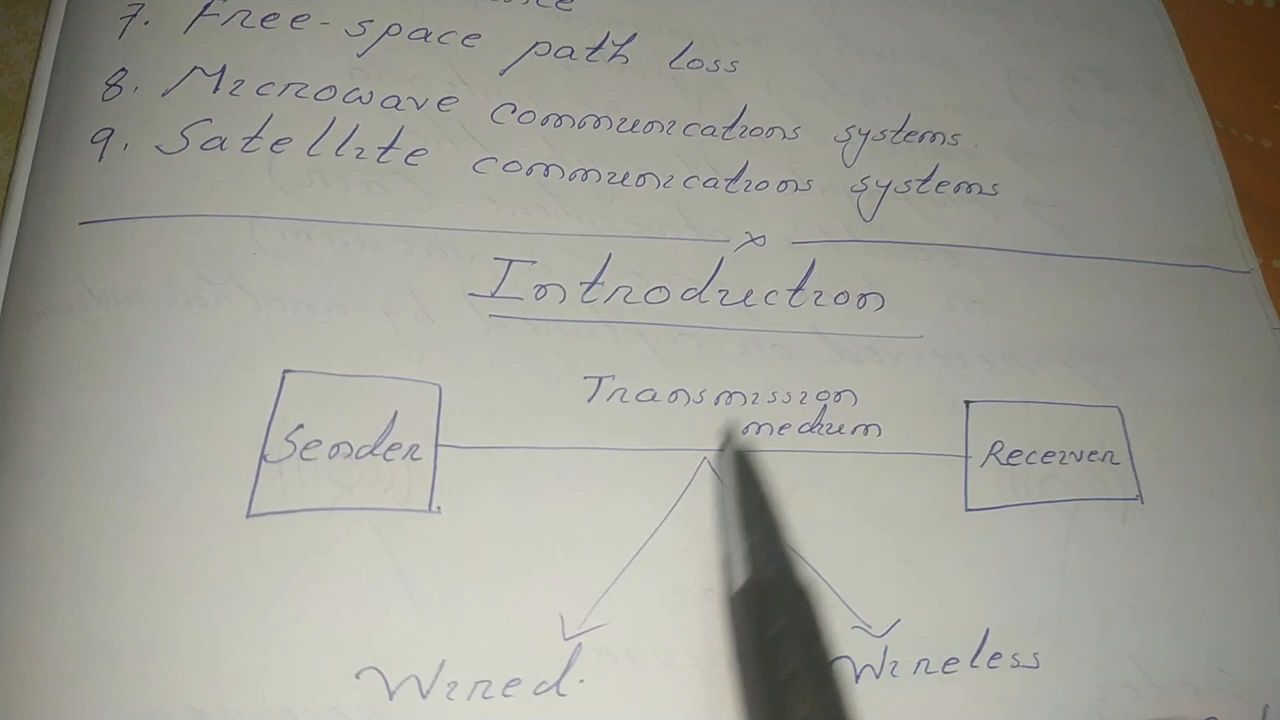 7. Free-space path loss
8. Microwave communications systems.
9. Satellite communications systems
Introduction
Transmission
medium
Sender
Receiver
Wired.
Wireless